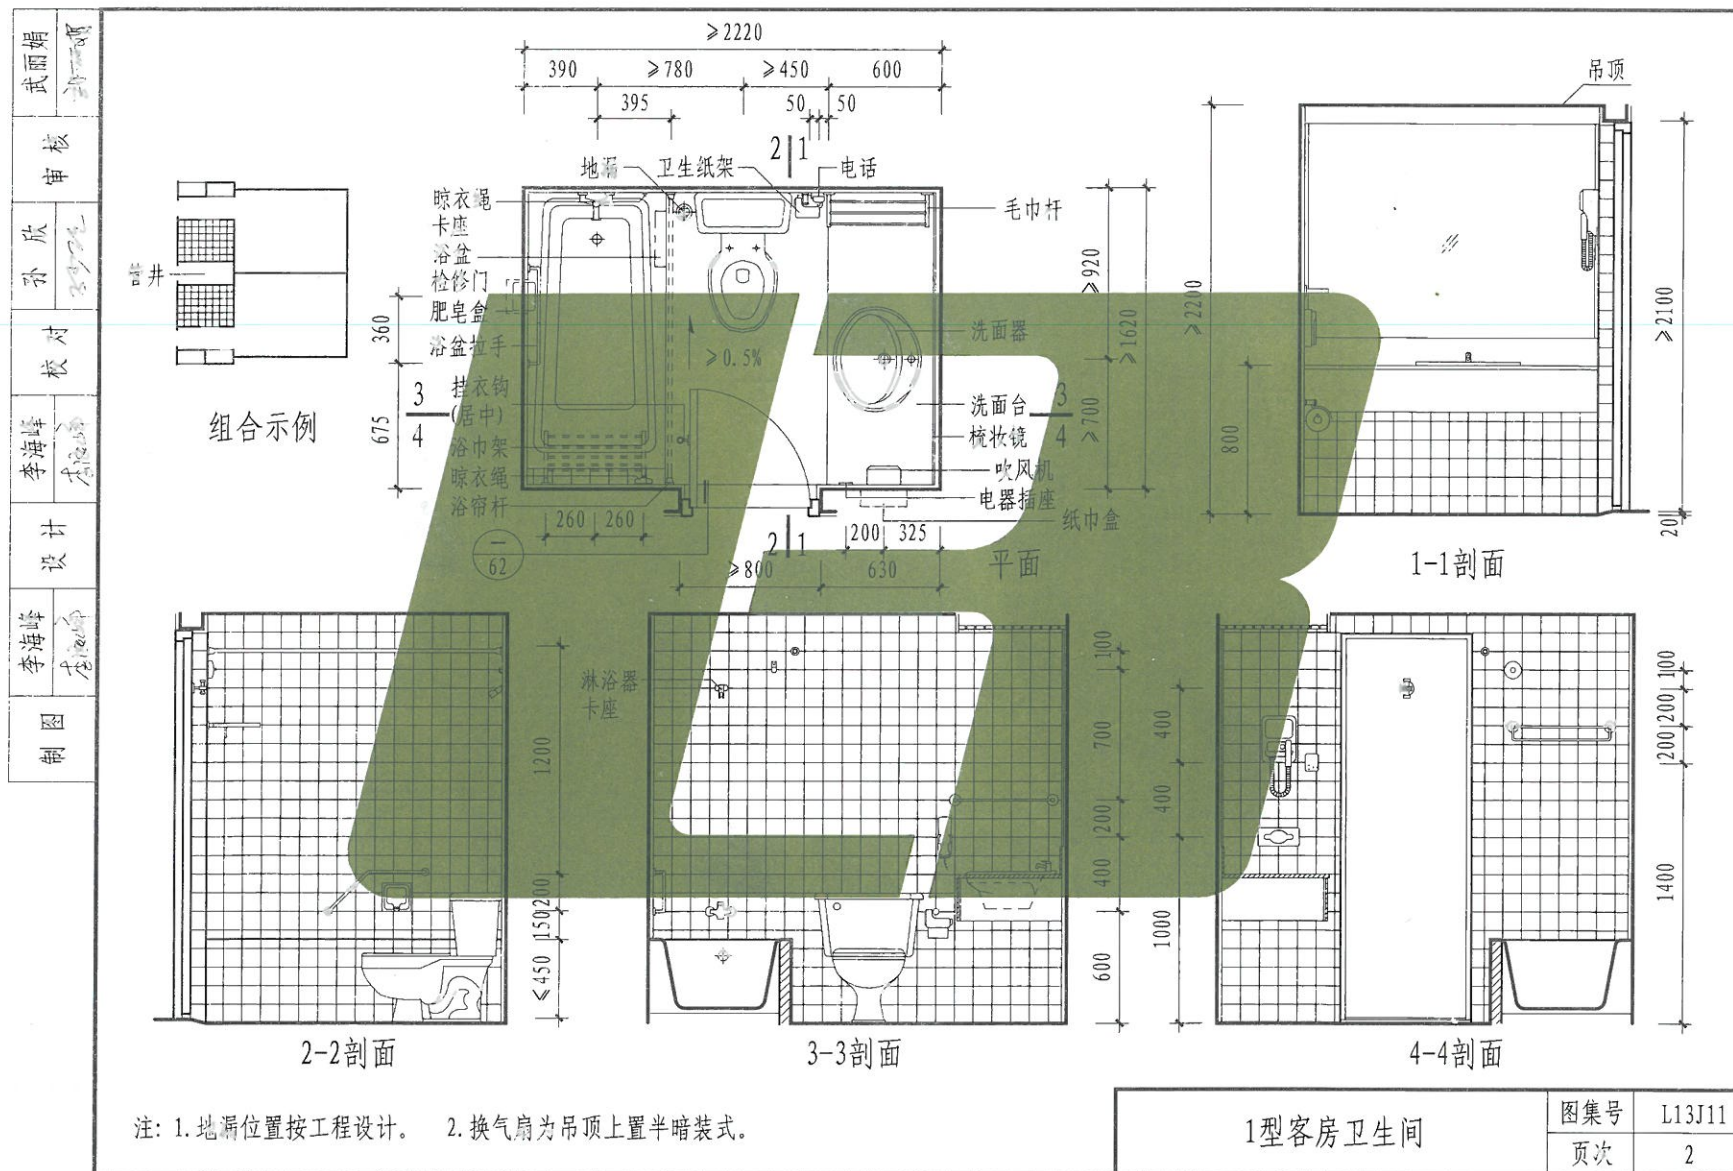 武丽娟
审核
孙欣
校对
李海峰
设计
李海峰
制图
≥2220
390 ≥780 ≥450 600
395 50 50
2 1
地漏 卫生纸架 电话
晾衣绳
卡座
浴盆
检修门
肥皂盒
浴盆拉手
挂衣钩
(居中)
浴巾架
晾衣绳
浴帘杆
毛巾杆
洗面器
洗面台
梳妆镜
吹风机
电器插座
纸巾盒
≥0.5%
360
675
3
4
3
4
≥920
≥700
≥1620
260 260
200 325
2 1
≥800 630
一
62
平面
井
组合示例
吊顶
≥2200
800
≥2100
20
1-1剖面
1200
200
150
≤450
2-2剖面
淋浴器
卡座
100
700
200
400
600
3-3剖面
400
400
1000
100
200
200
1400
4-4剖面
注: 1.地漏位置按工程设计。 2.换气扇为吊顶上置半暗装式。
1型客房卫生间
图集号 L13J11
页次 2